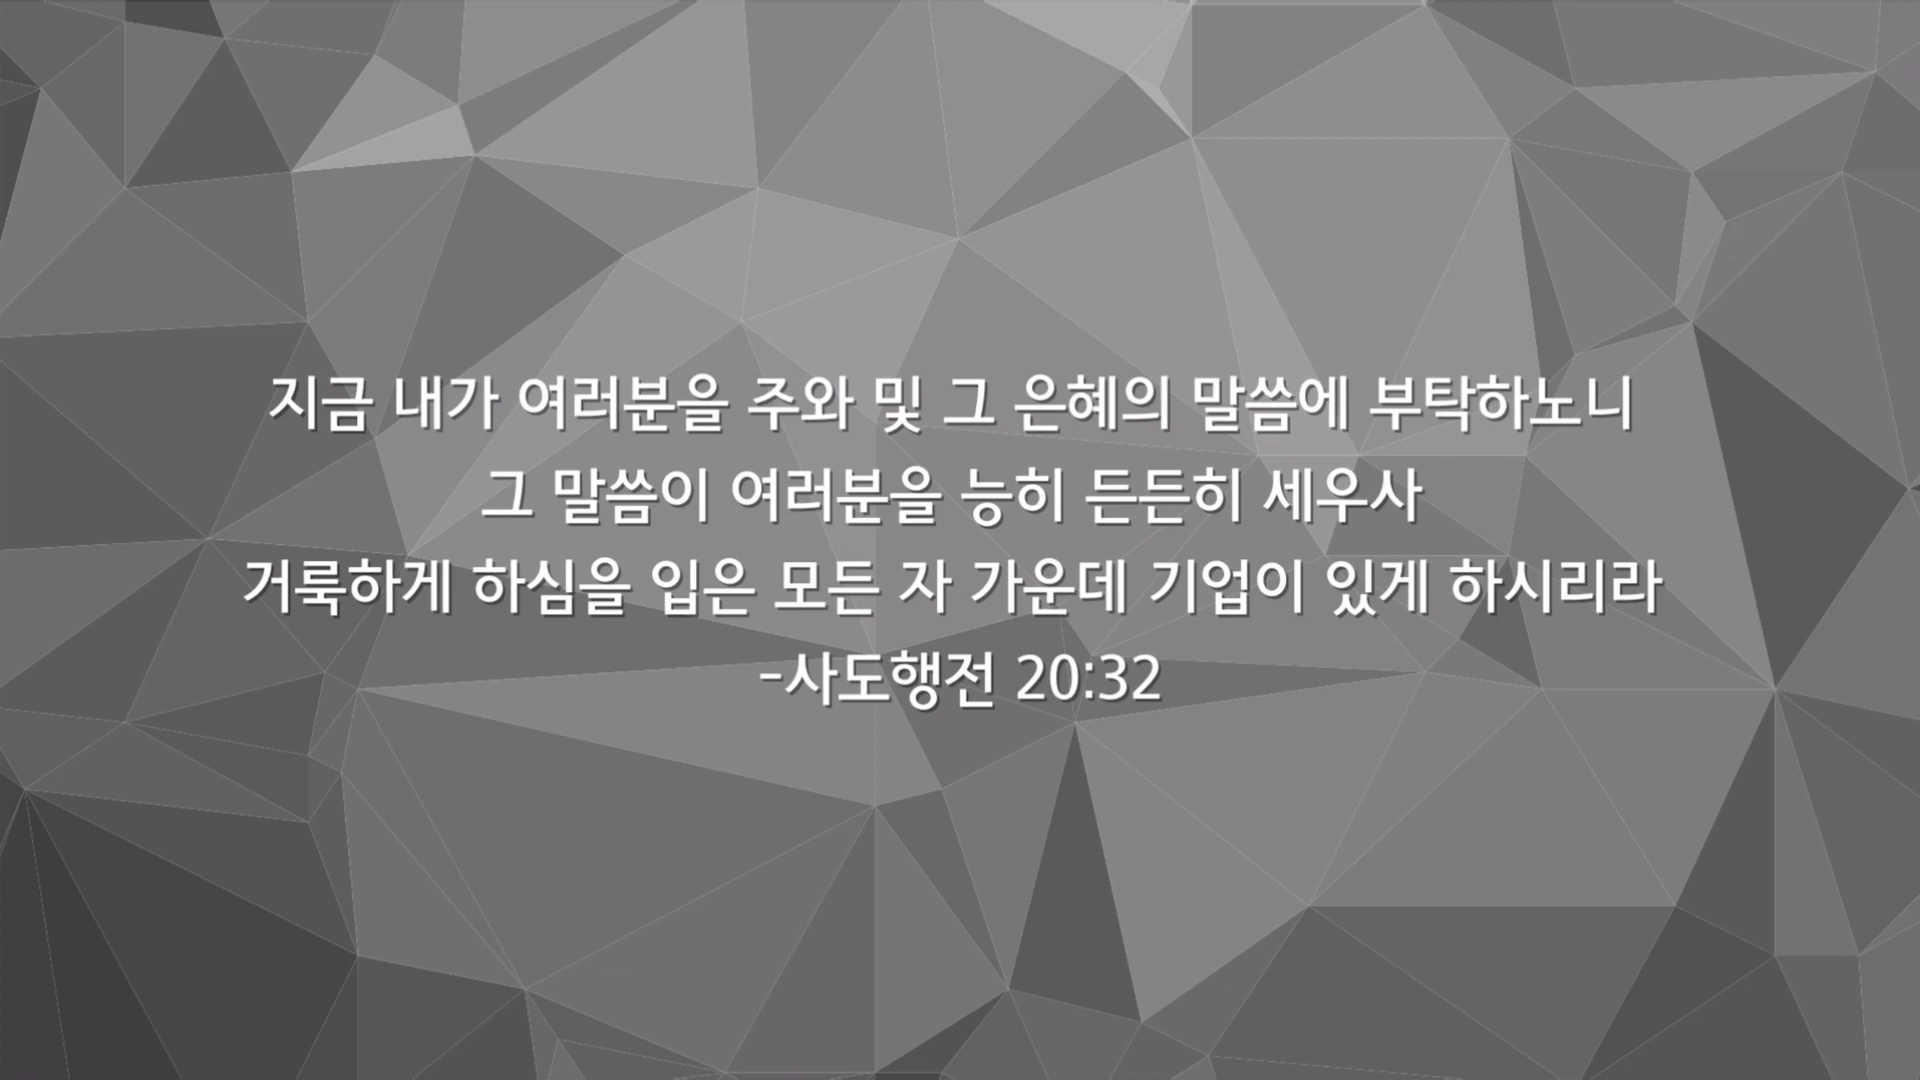 지금 내가 여러분을 주와 및 그 은혜의 말씀에 부탁하노니
그 말씀이 여러분을 능히 든든히 세우사
거룩하게 하심을 입은 모든 자 가운데 기업이 있게 하시리라
-사도행전 20:32